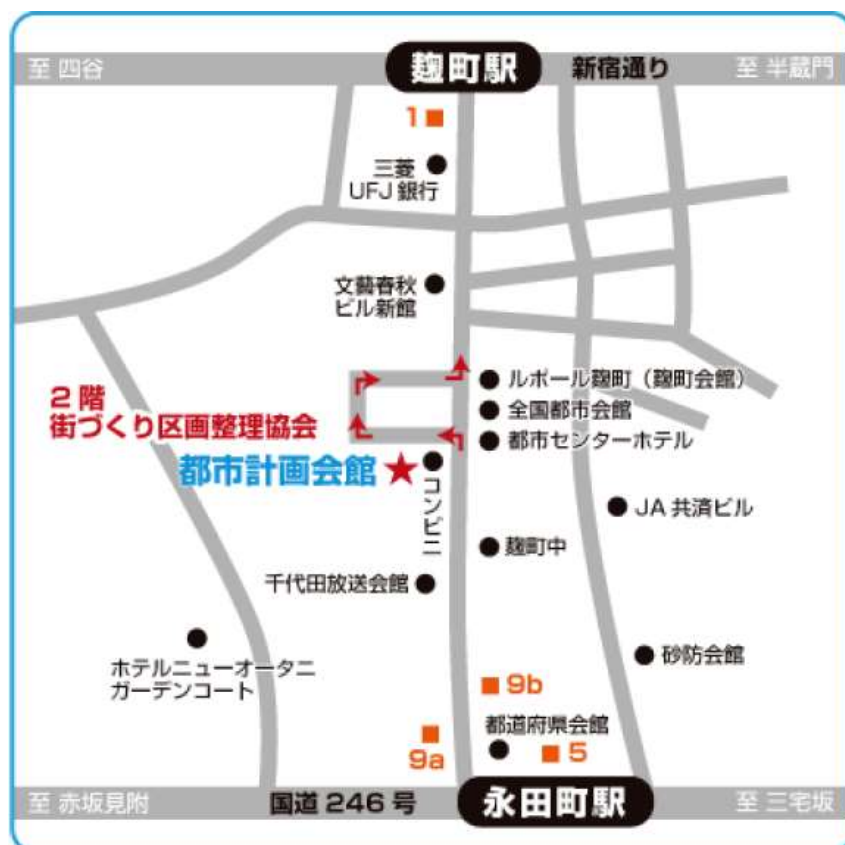 至 四谷
麹町駅
新宿通り
至 半蔵門
1
三菱
UFJ 銀行
文藝春秋
ビル新館
2 階
街づくり区画整理協会
都市計画会館
コンビニ
ルポール麹町（麹町会館）
全国都市会館
都市センターホテル
JA 共済ビル
麹町中
千代田放送会館
ホテルニューオータニ
ガーデンコート
砂防会館
9b
都道府県会館
9a
5
至 赤坂見附
国道 246 号
永田町駅
至 三宅坂